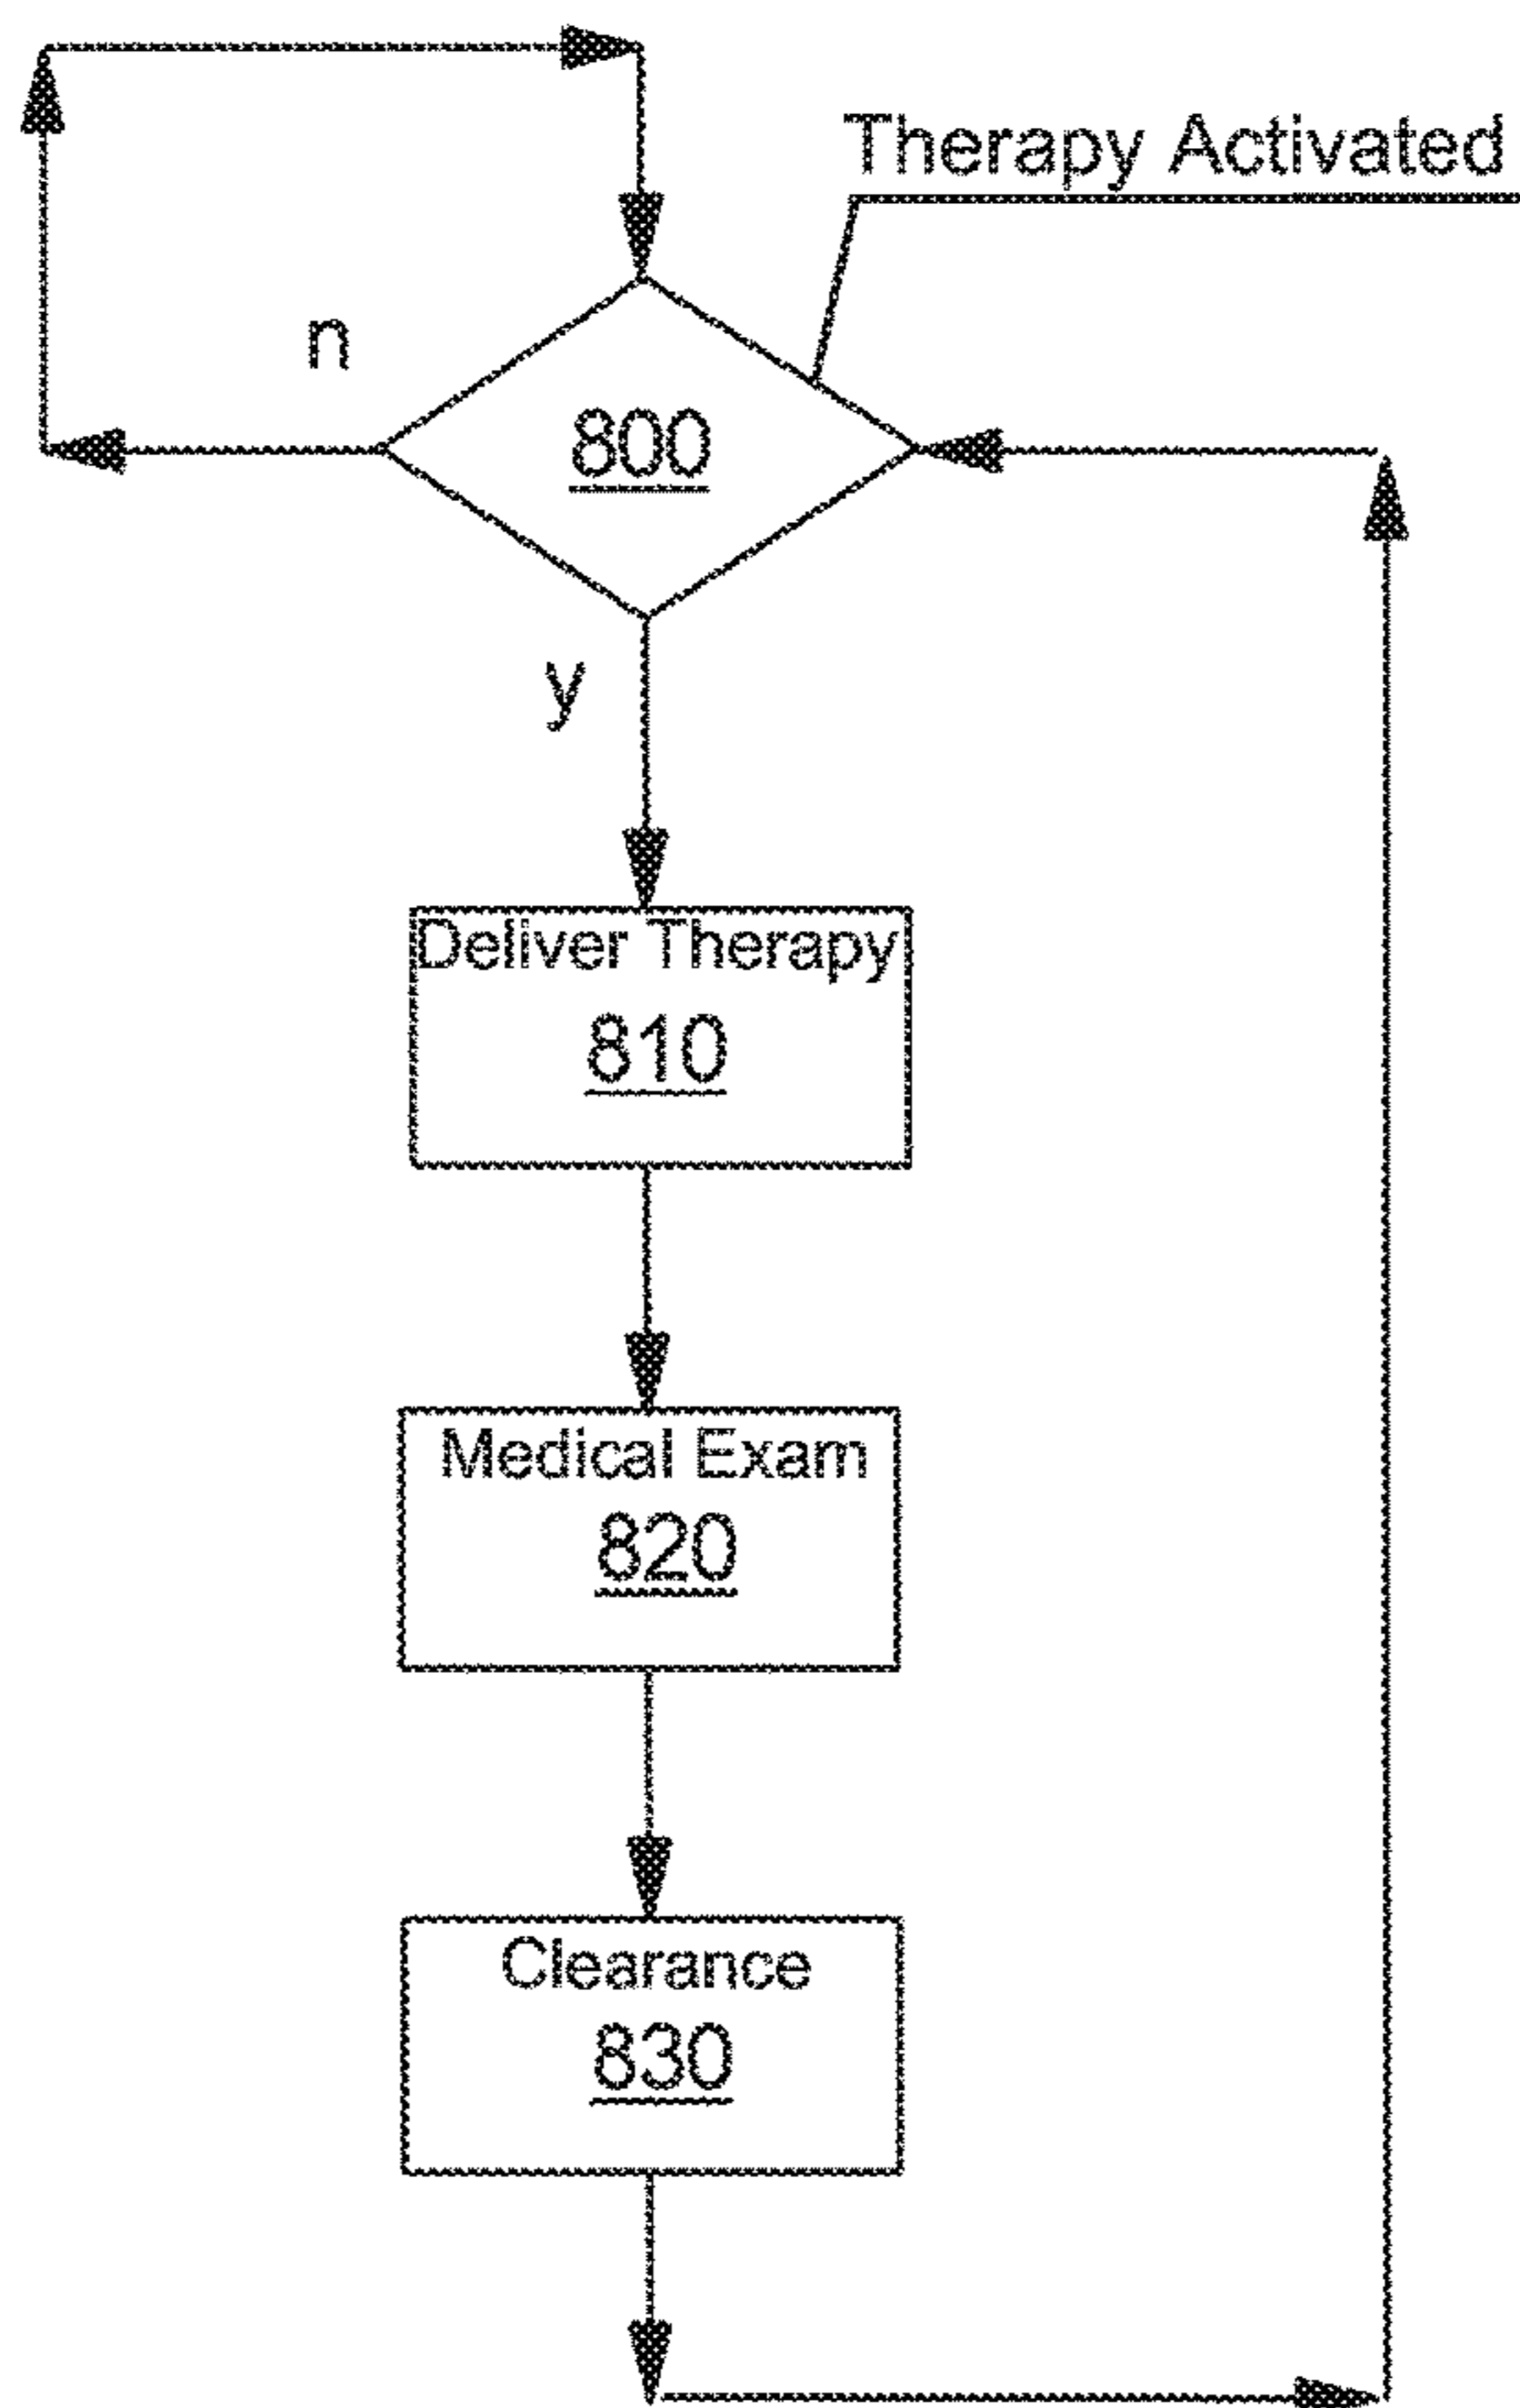 Therapy Activated
n
800
y
Deliver Therapy
810
Medical Exam
820
Clearance
830